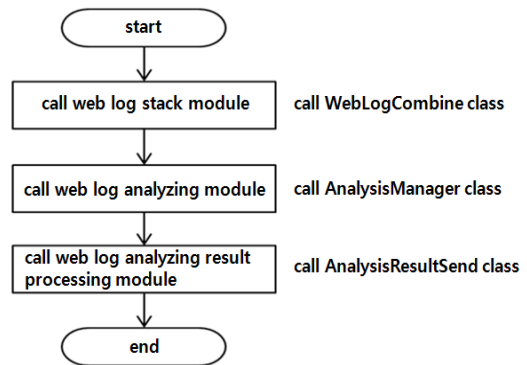 start
call web log stack module
call WebLogCombine class
call web log analyzing module
call AnalysisManager class
call web log analyzing result
processing module
call AnalysisResultSend class
end